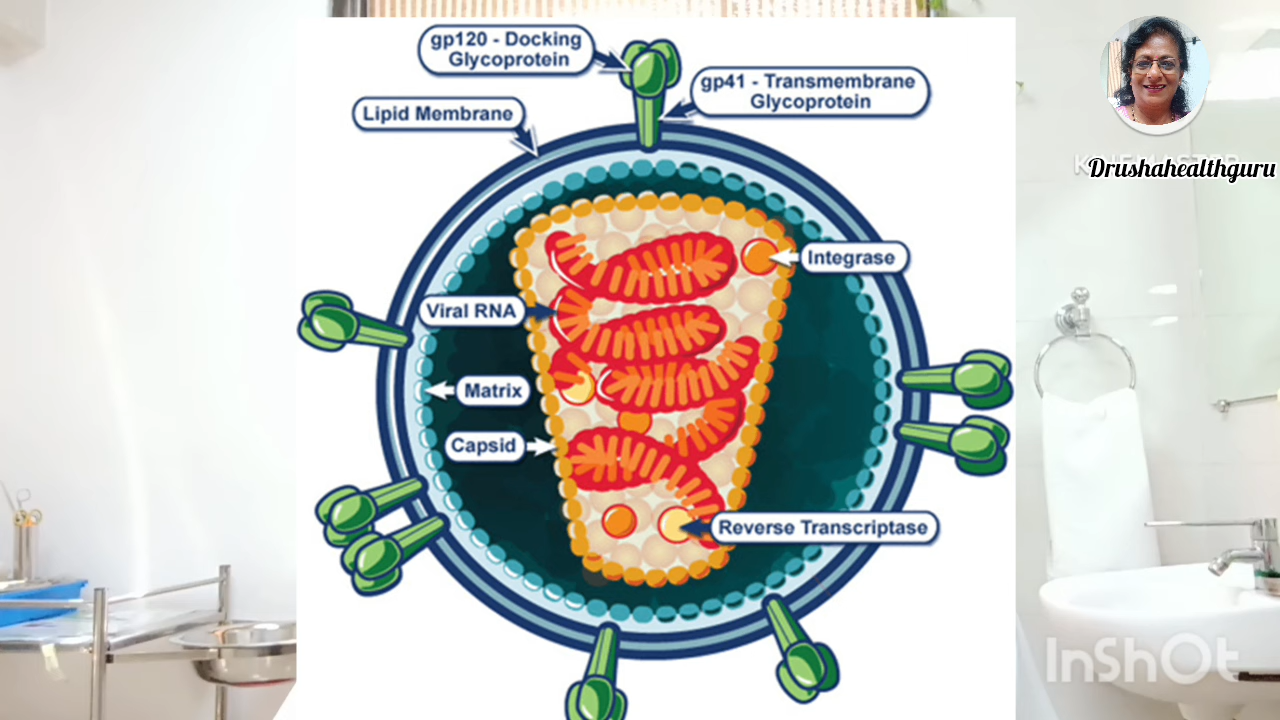 gp120 - Docking
Glycoprotein
gp41 - Transmembrane
Glycoprotein
Lipid Membrane
Drushahealthguru
Integrase
Viral RNA
Matrix
Capsid
Reverse Transcriptase
InShOt